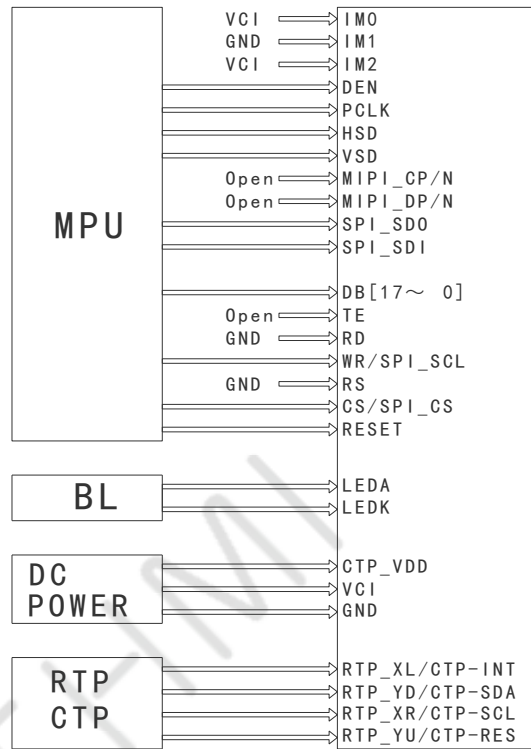 VCI IM0
GND IM1
VCI IM2
DEN
PCLK
HSD
VSD
Open MIPI_CP/N
Open MIPI_DP/N
MPU
SPI_SDO
SPI_SDI
DB[17～ 0]
Open TE
GND RD
WR/SPI_SCL
GND RS
CS/SPI_CS
RESET
BL
LEDA
LEDK
DC
POWER
CTP_VDD
VCI
GND
RTP
CTP
RTP_XL/CTP-INT
RTP_YD/CTP-SDA
RTP_XR/CTP-SCL
RTP_YU/CTP-RES
HMI